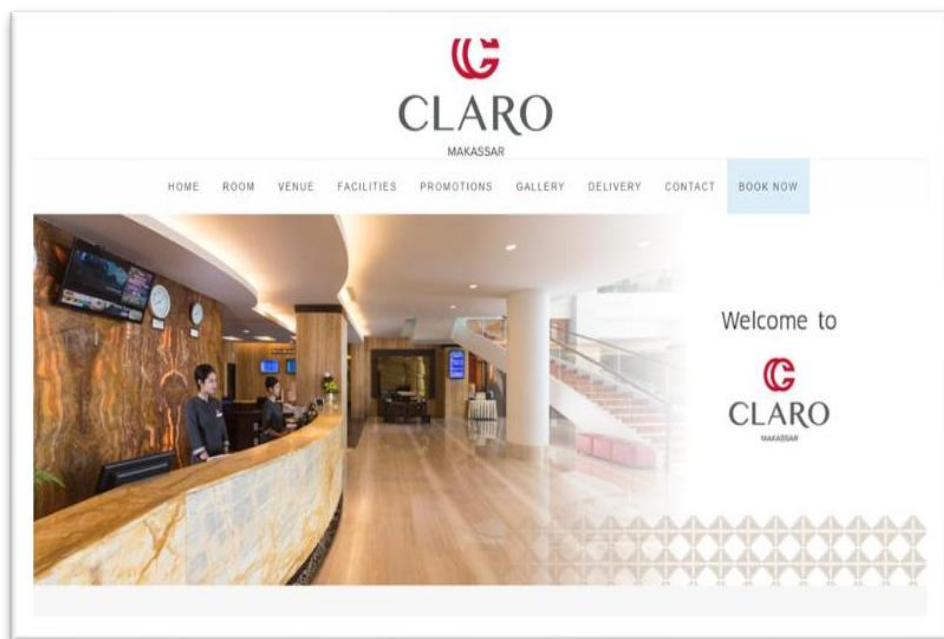 CLARO
MAKASSAR
HOME ROOM VENUE FACILITIES PROMOTIONS GALLERY DELIVERY CONTACT BOOK NOW
Welcome to
CLARO
MAKASSAR